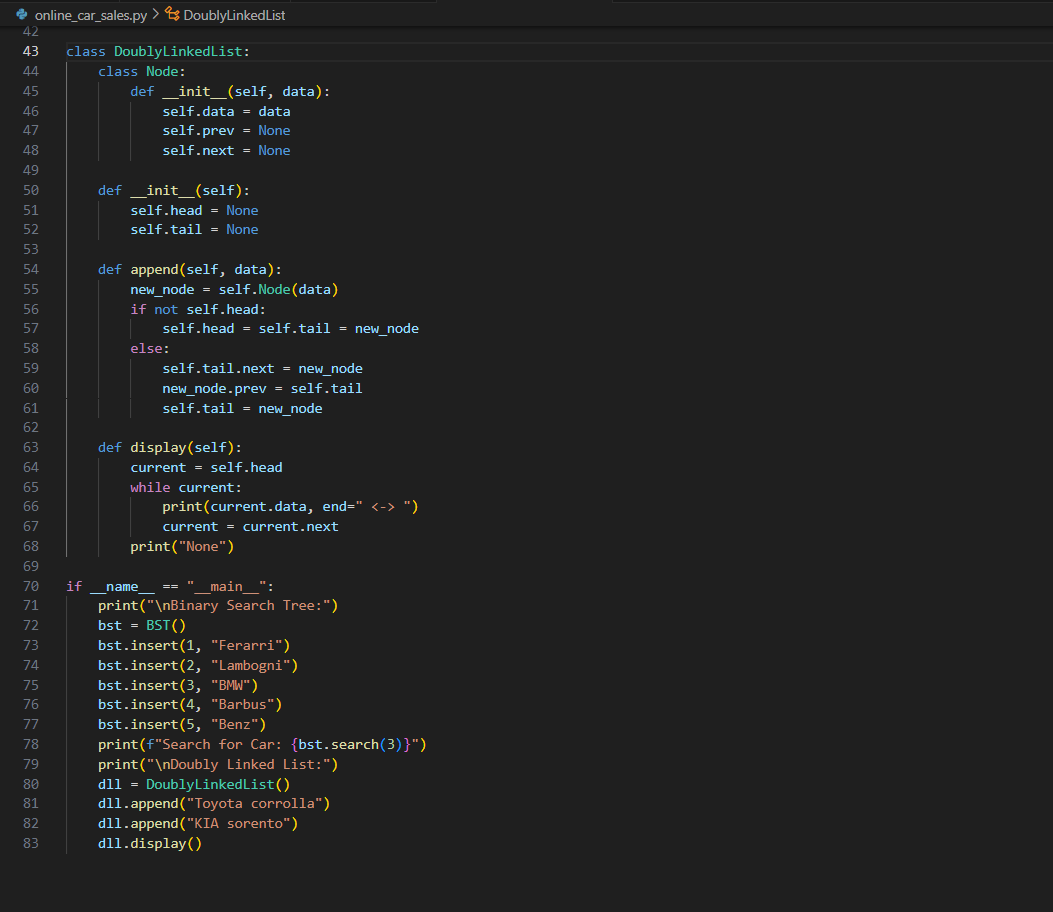 online_car_sales.py > DoublyLinkedList
42
43 class DoublyLinkedList:
44     class Node:
45         def __init__(self, data):
46             self.data = data
47             self.prev = None
48             self.next = None
49
50     def __init__(self):
51         self.head = None
52         self.tail = None
53
54     def append(self, data):
55         new_node = self.Node(data)
56         if not self.head:
57             self.head = self.tail = new_node
58         else:
59             self.tail.next = new_node
60             new_node.prev = self.tail
61             self.tail = new_node
62
63     def display(self):
64         current = self.head
65         while current:
66             print(current.data, end=" <-> ")
67             current = current.next
68         print("None")
69
70 if __name__ == "__main__":
71     print("\nBinary Search Tree:")
72     bst = BST()
73     bst.insert(1, "Ferarri")
74     bst.insert(2, "Lambogni")
75     bst.insert(3, "BMW")
76     bst.insert(4, "Barbus")
77     bst.insert(5, "Benz")
78     print(f"Search for Car: {bst.search(3)}")
79     print("\nDoubly Linked List:")
80     dll = DoublyLinkedList()
81     dll.append("Toyota corrolla")
82     dll.append("KIA sorento")
83     dll.display()